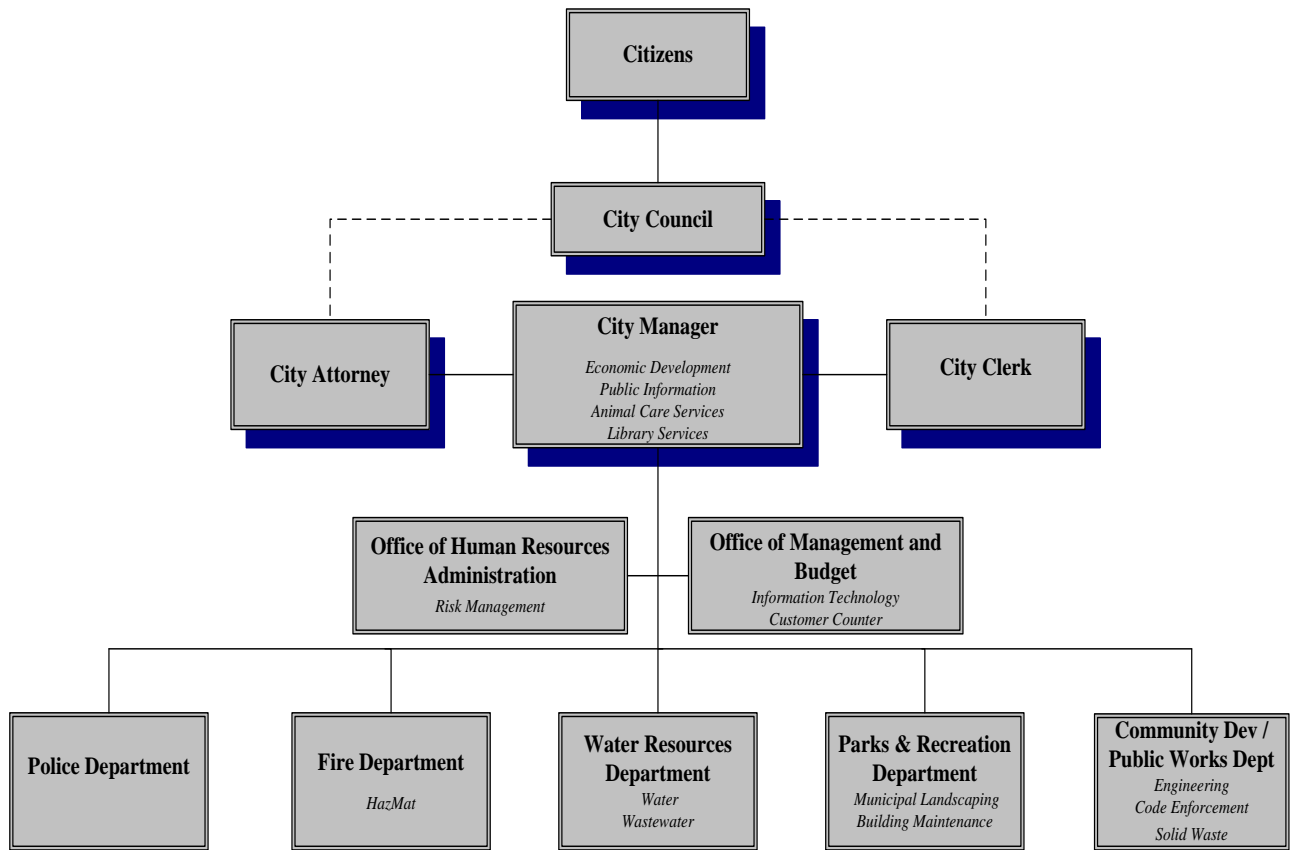 Citizens
City Council
City Attorney
City Manager
Economic Development
Public Information
Animal Care Services
Library Services
City Clerk
Office of Human Resources
Administration
Risk Management
Office of Management and
Budget
Information Technology
Customer Counter
Police Department
Fire Department
HazMat
Water Resources
Department
Water
Wastewater
Parks & Recreation
Department
Municipal Landscaping
Building Maintenance
Community Dev /
Public Works Dept
Engineering
Code Enforcement
Solid Waste